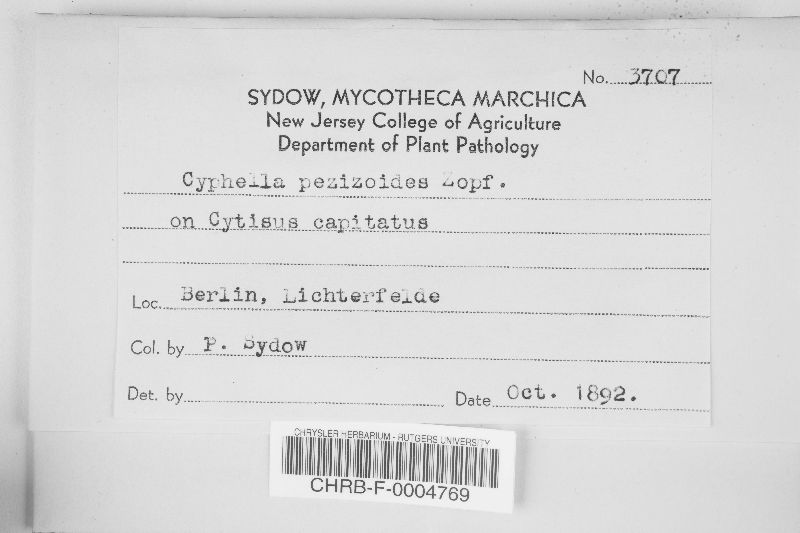 No. 3707
SYDOW, MYCOTHECA MARCHICA
New Jersey College of Agriculture
Department of Plant Pathology
Cyphella pezizoides Zopf.
on Cytisus capitatus
Loc. Berlin, Lichterfelde
Col. by P. Sydow
Det. by
Date Oct. 1892.
CHRYSLER HERBARIUM - RUTGERS UNIVERSITY
CHRB-F-0004769